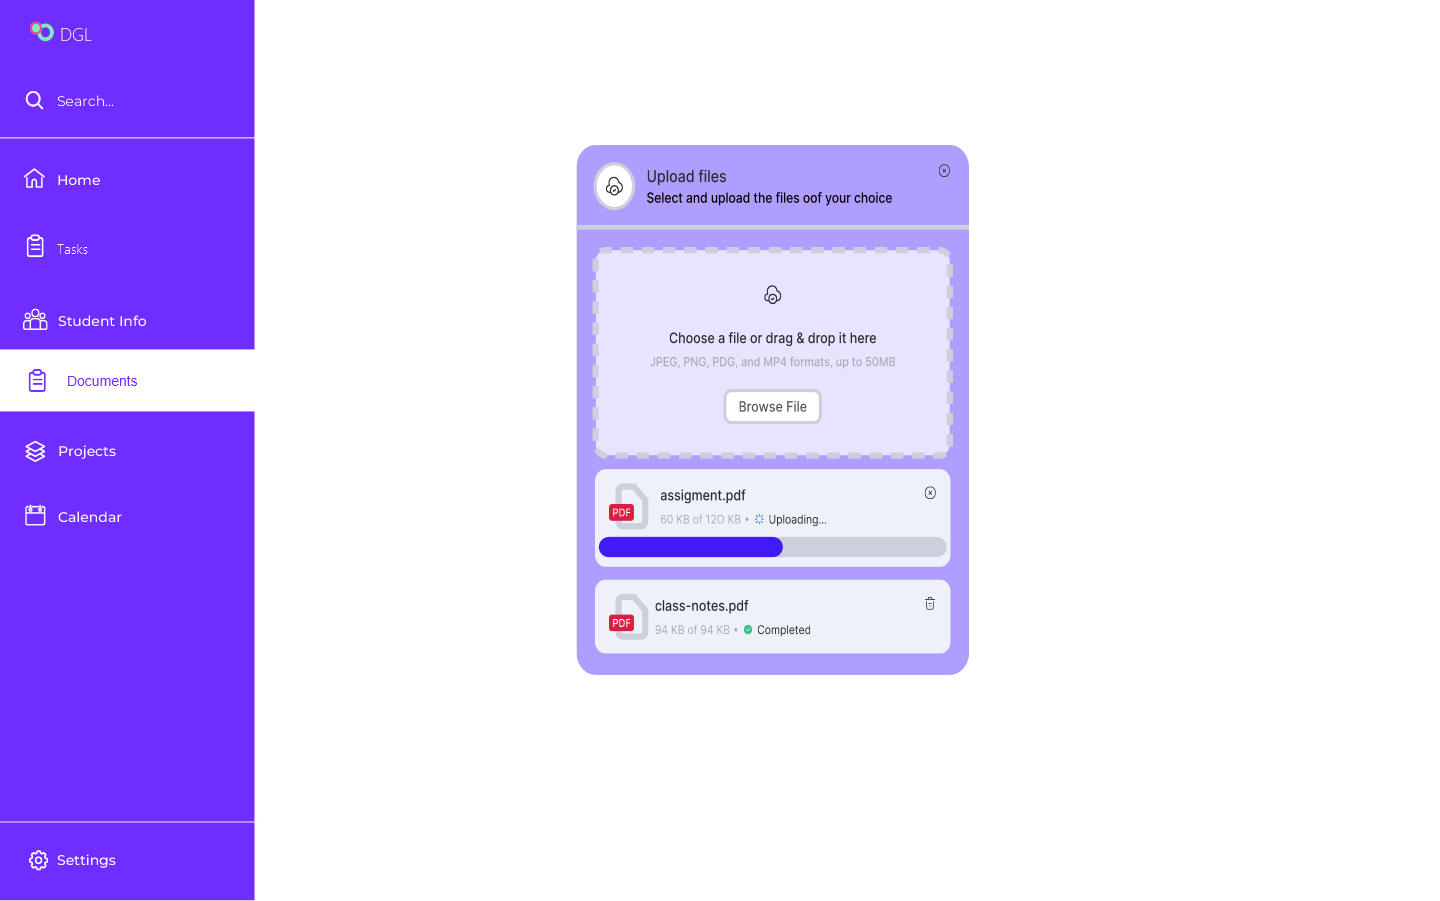 DGL
Search...
Home
Tasks
Student Info
Documents
Projects
Calendar
Settings
Upload files
Select and upload the files oof your choice
Choose a file or drag & drop it here
JPEG, PNG, PDG, and MP4 formats, up to 50MB
Browse File
assigment.pdf
PDF
60 KB of 120 KB • Uploading...
class-notes.pdf
PDF
94 KB of 94 KB • Completed